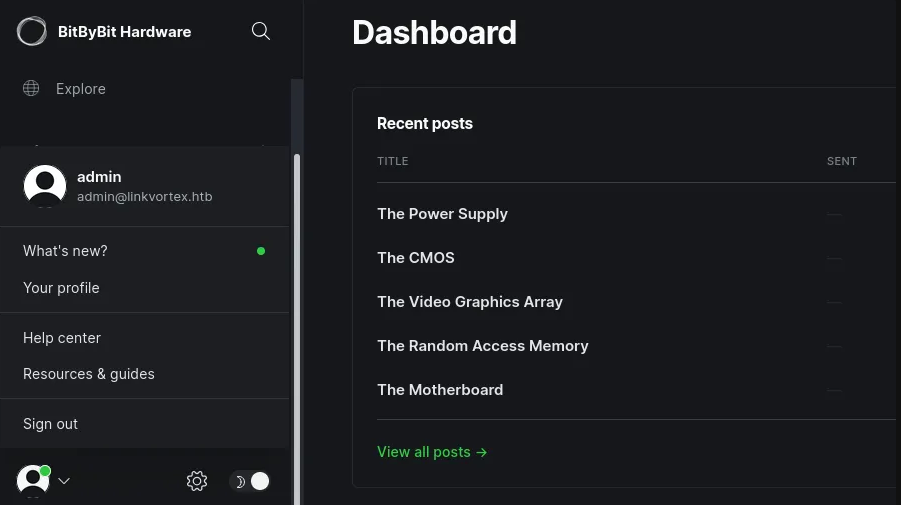 BitByBit Hardware
Explore
admin
admin@linkvortex.htb
What's new?
Your profile
Help center
Resources & guides
Sign out
Dashboard
Recent posts
TITLE SENT
The Power Supply —
The CMOS —
The Video Graphics Array —
The Random Access Memory —
The Motherboard —
View all posts →